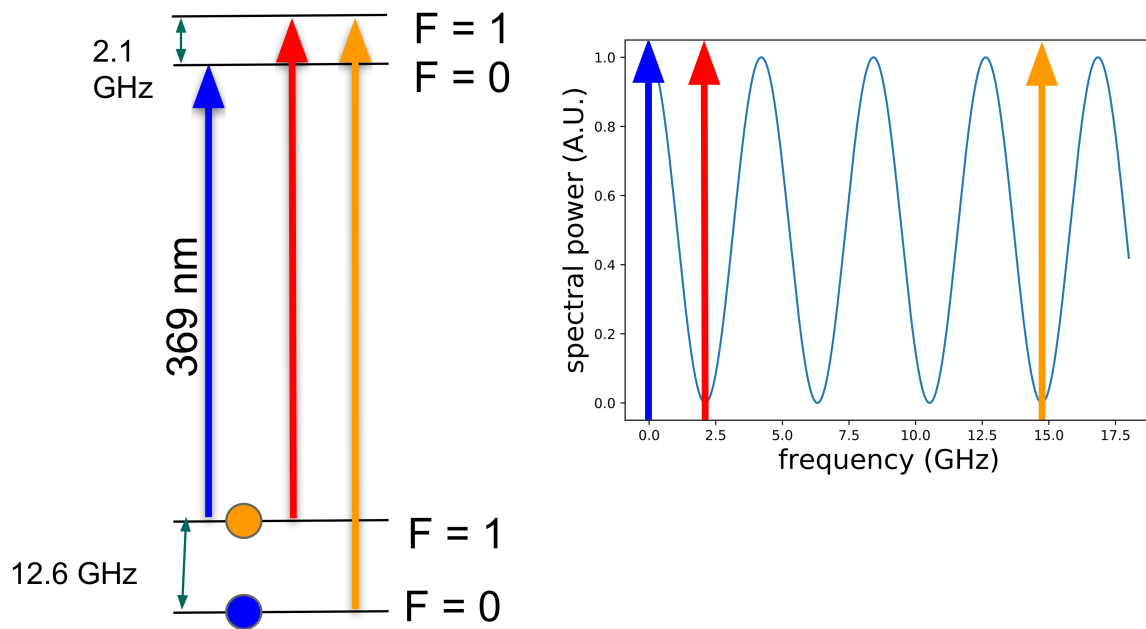 F = 1
2.1
GHz
F = 0
369 nm
F = 1
12.6 GHz
F = 0
spectral power (A.U.)
1.0
0.8
0.6
0.4
0.2
0.0
0.0 2.5 5.0 7.5 10.0 12.5 15.0 17.5
frequency (GHz)